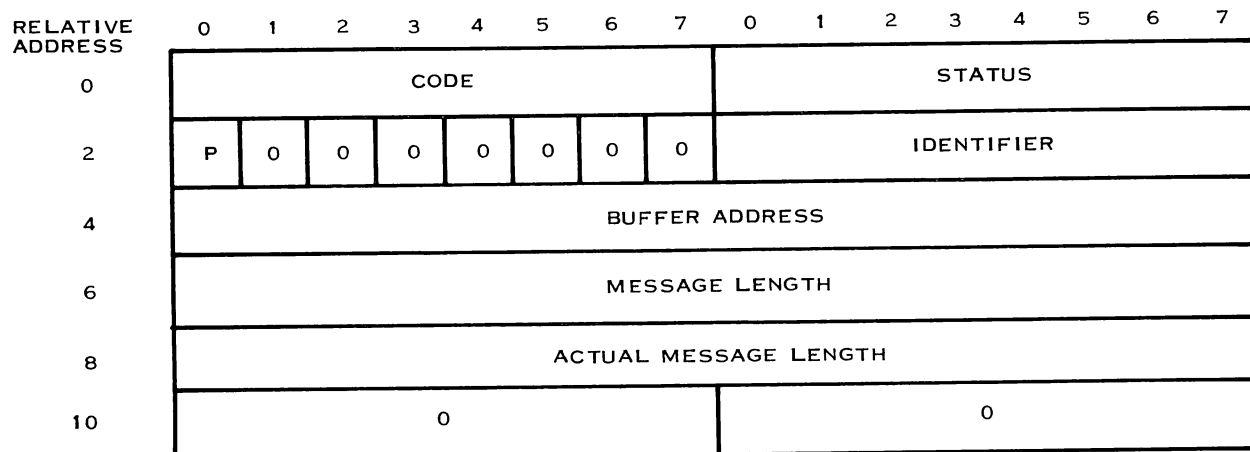 RELATIVE ADDRESS 0 1 2 3 4 5 6 7 0 1 2 3 4 5 6 7
0 CODE STATUS
2 P 0 0 0 0 0 0 0 IDENTIFIER
4 BUFFER ADDRESS
6 MESSAGE LENGTH
8 ACTUAL MESSAGE LENGTH
10 0 0